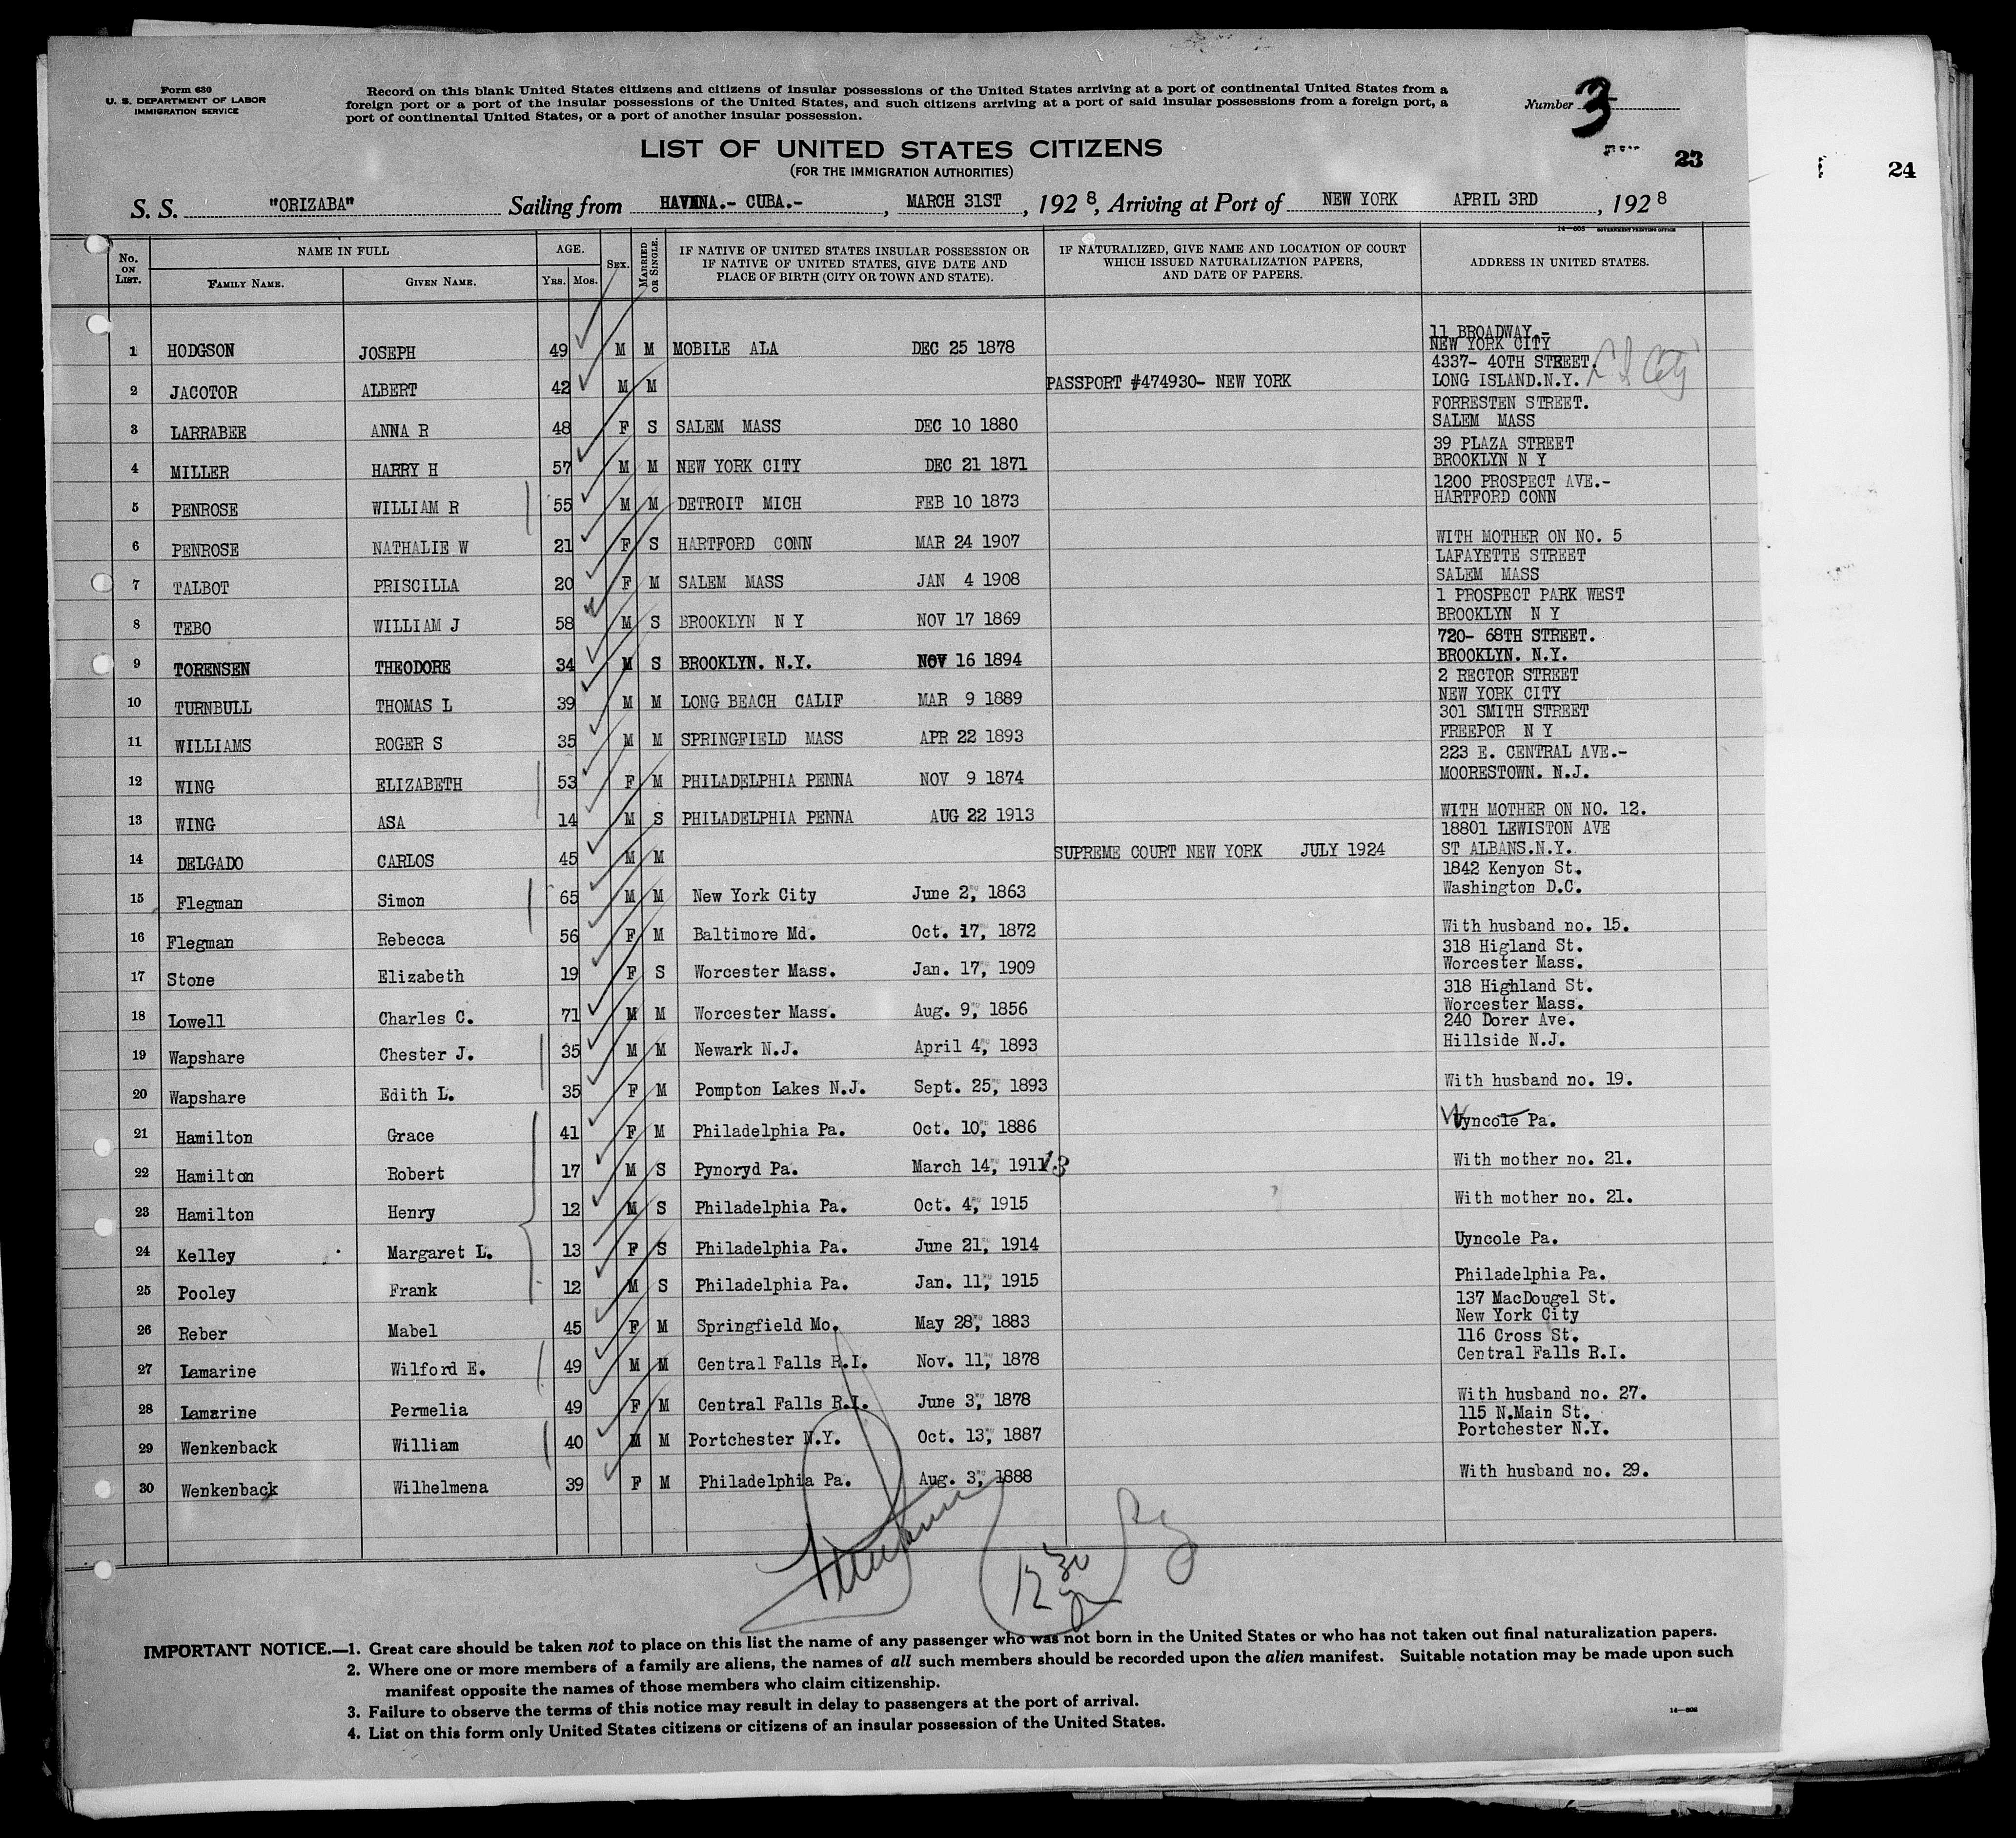 Form 630
U. S. DEPARTMENT OF LABOR
IMMIGRATION SERVICE
Record on this blank United States citizens and citizens of insular possessions of the United States arriving at a port of continental United States from a
foreign port or a port of the insular possessions of the United States, and such citizens arriving at a port of said insular possessions from a foreign port, a
port of continental United States, or a port of another insular possession.
Number 3
23
24
LIST OF UNITED STATES CITIZENS
(FOR THE IMMIGRATION AUTHORITIES)
S. S. "ORIZABA" Sailing from HAVANA.- CUBA.-, MARCH 31ST, 1928, Arriving at Port of NEW YORK APRIL 3RD, 1928
14—608 GOVERNMENT PRINTING OFFICE
No. ON LIST. NAME IN FULL AGE. SEX. MARRIED OR SINGLE. IF NATIVE OF UNITED STATES INSULAR POSSESSION OR IF NATIVE OF UNITED STATES, GIVE DATE AND PLACE OF BIRTH (CITY OR TOWN AND STATE). IF NATURALIZED, GIVE NAME AND LOCATION OF COURT WHICH ISSUED NATURALIZATION PAPERS, AND DATE OF PAPERS. ADDRESS IN UNITED STATES.
FAMILY NAME. GIVEN NAME. YRS. MOS.
1 HODGSON JOSEPH 49 M M MOBILE ALA DEC 25 1878 11 BROADWAY.- NEW YORK CITY
2 JACOTOR ALBERT 42 M M PASSPORT #474930- NEW YORK 4337- 40TH STREET. LONG ISLAND.N.Y. L I City
3 LARRABEE ANNA R 48 F S SALEM MASS DEC 10 1880 FORRESTEN STREET. SALEM MASS
4 MILLER HARRY H 57 M M NEW YORK CITY DEC 21 1871 39 PLAZA STREET BROOKLYN N Y
5 PENROSE WILLIAM R 55 M M DETROIT MICH FEB 10 1873 1200 PROSPECT AVE.- HARTFORD CONN
6 PENROSE NATHALIE W 21 F S HARTFORD CONN MAR 24 1907 WITH MOTHER ON NO. 5
7 TALBOT PRISCILLA 20 F M SALEM MASS JAN 4 1908 LAFAYETTE STREET SALEM MASS
8 TEBO WILLIAM J 58 M S BROOKLYN N Y NOV 17 1869 1 PROSPECT PARK WEST BROOKLYN N Y
9 TORENSEN THEODORE 34 M S BROOKLYN. N.Y. NOV 16 1894 720- 68TH STREET. BROOKLYN. N.Y.
10 TURNBULL THOMAS L 39 M M LONG BEACH CALIF MAR 9 1889 2 RECTOR STREET NEW YORK CITY
11 WILLIAMS ROGER S 35 M M SPRINGFIELD MASS APR 22 1893 301 SMITH STREET FREEPOR N Y
12 WING ELIZABETH 53 F M PHILADELPHIA PENNA NOV 9 1874 223 E. CENTRAL AVE.- MOORESTOWN. N.J.
13 WING ASA 14 M S PHILADELPHIA PENNA AUG 22 1913 WITH MOTHER ON NO. 12.
14 DELGADO CARLOS 45 M M SUPREME COURT NEW YORK JULY 1924 18801 LEWISTON AVE ST ALBANS.N.Y.
15 Flegman Simon 65 M M New York City June 2, 1863 1842 Kenyon St. Washington D.C.
16 Flegman Rebecca 56 F M Baltimore Md. Oct. 17, 1872 With husband no. 15.
17 Stone Elizabeth 19 F S Worcester Mass. Jan. 17, 1909 318 Higland St. Worcester Mass.
18 Lowell Charles C. 71 M M Worcester Mass. Aug. 9, 1856 318 Highland St. Worcester Mass.
19 Wapshare Chester J. 35 M M Newark N.J. April 4, 1893 240 Dorer Ave. Hillside N.J.
20 Wapshare Edith L. 35 F M Pompton Lakes N.J. Sept. 25, 1893 With husband no. 19.
21 Hamilton Grace 41 F M Philadelphia Pa. Oct. 10, 1886 Wyncote Pa.
22 Hamilton Robert 17 M S Pynoryd Pa. March 14, 1911 13 With mother no. 21.
23 Hamilton Henry 12 M S Philadelphia Pa. Oct. 4, 1915 With mother no. 21.
24 Kelley Margaret L. 13 F S Philadelphia Pa. June 21, 1914 Uyncole Pa.
25 Pooley Frank 12 M S Philadelphia Pa. Jan. 11, 1915 Philadelphia Pa.
26 Reber Mabel 45 F M Springfield Mo. May 28, 1883 137 MacDougel St. New York City
27 Lamarine Wilford E. 49 M M Central Falls R.I. Nov. 11, 1878 116 Cross St. Central Falls R.I.
28 Lamarine Permelia 49 F M Central Falls R.I. June 3, 1878 With husband no. 27.
29 Wenkenback William 40 M M Portchester N.Y. Oct. 13, 1887 115 N.Main St. Portchester N.Y.
30 Wenkenback Wilhelmena 39 F M Philadelphia Pa. Aug. 3, 1888 With husband no. 29.
12 30
IMPORTANT NOTICE.—1. Great care should be taken not to place on this list the name of any passenger who was not born in the United States or who has not taken out final naturalization papers.
2. Where one or more members of a family are aliens, the names of all such members should be recorded upon the alien manifest. Suitable notation may be made upon such
manifest opposite the names of those members who claim citizenship.
3. Failure to observe the terms of this notice may result in delay to passengers at the port of arrival.
4. List on this form only United States citizens or citizens of an insular possession of the United States.
14—608